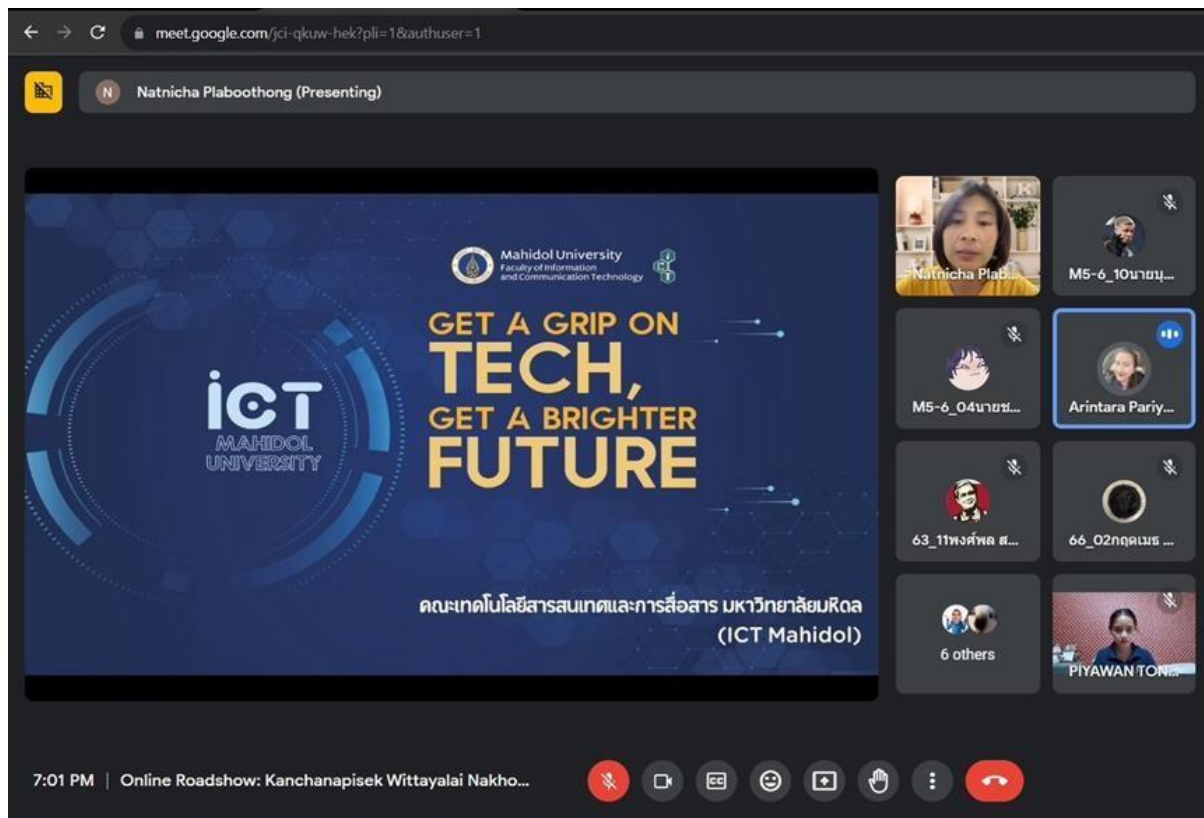 meet.google.com/jci-qkuw-hek?pli=1&authuser=1
N
Natnicha Plaboothong (Presenting)
Mahidol University
Faculty of Information
and Communication Technology
ICT
GET A GRIP ON
TECH,
GET A BRIGHTER
FUTURE
iCT
MAHIDOL
UNIVERSITY
คณะเทคโนโลยีสารสนเทศและการสื่อสาร มหาวิทยาลัยมหิดล
(ICT Mahidol)
Natnicha Plab...
M5-6_10นายบุ...
M5-6_04นายช...
Arintara Pariy...
63_11พงศ์พล ส...
66_02กฤดเมธ ...
6 others
PIYAWAN TON...
7:01 PM | Online Roadshow: Kanchanapisek Wittayalai Nakho...
CC